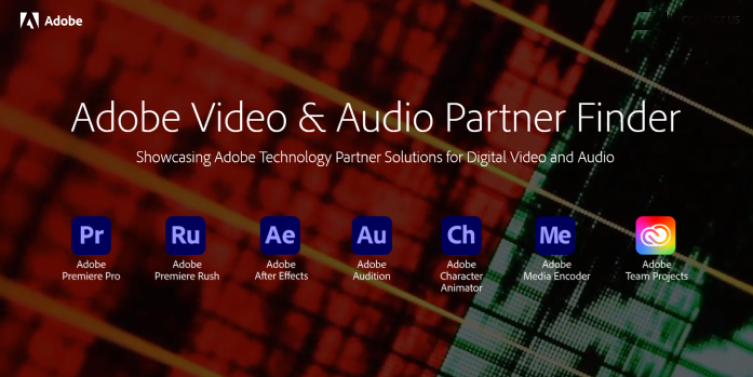 Adobe
Adobe Video & Audio Partner Finder
Showcasing Adobe Technology Partner Solutions for Digital Video and Audio
Pr Ru Ae Au Ch Me
Adobe Adobe Adobe Adobe Adobe Adobe Adobe
Premiere Pro Premiere Rush After Effects Audition Character Media Encoder Team Projects
Animator